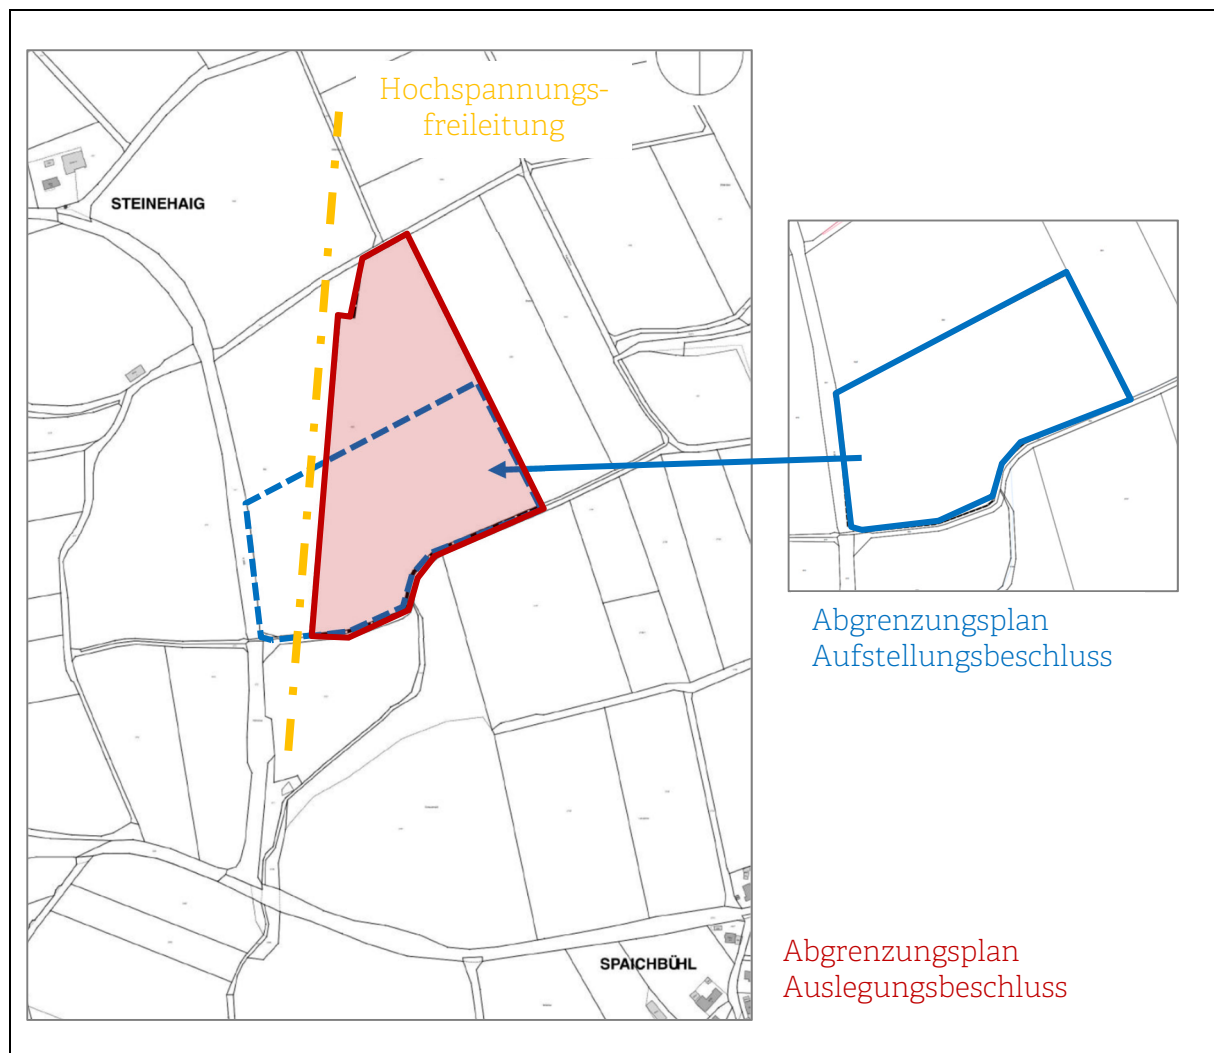 Hochspannungs-
freileitung
STEINEHAIG
Abgrenzungsplan
Aufstellungsbeschluss
Abgrenzungsplan
Auslegungsbeschluss
SPAICHBÜHL